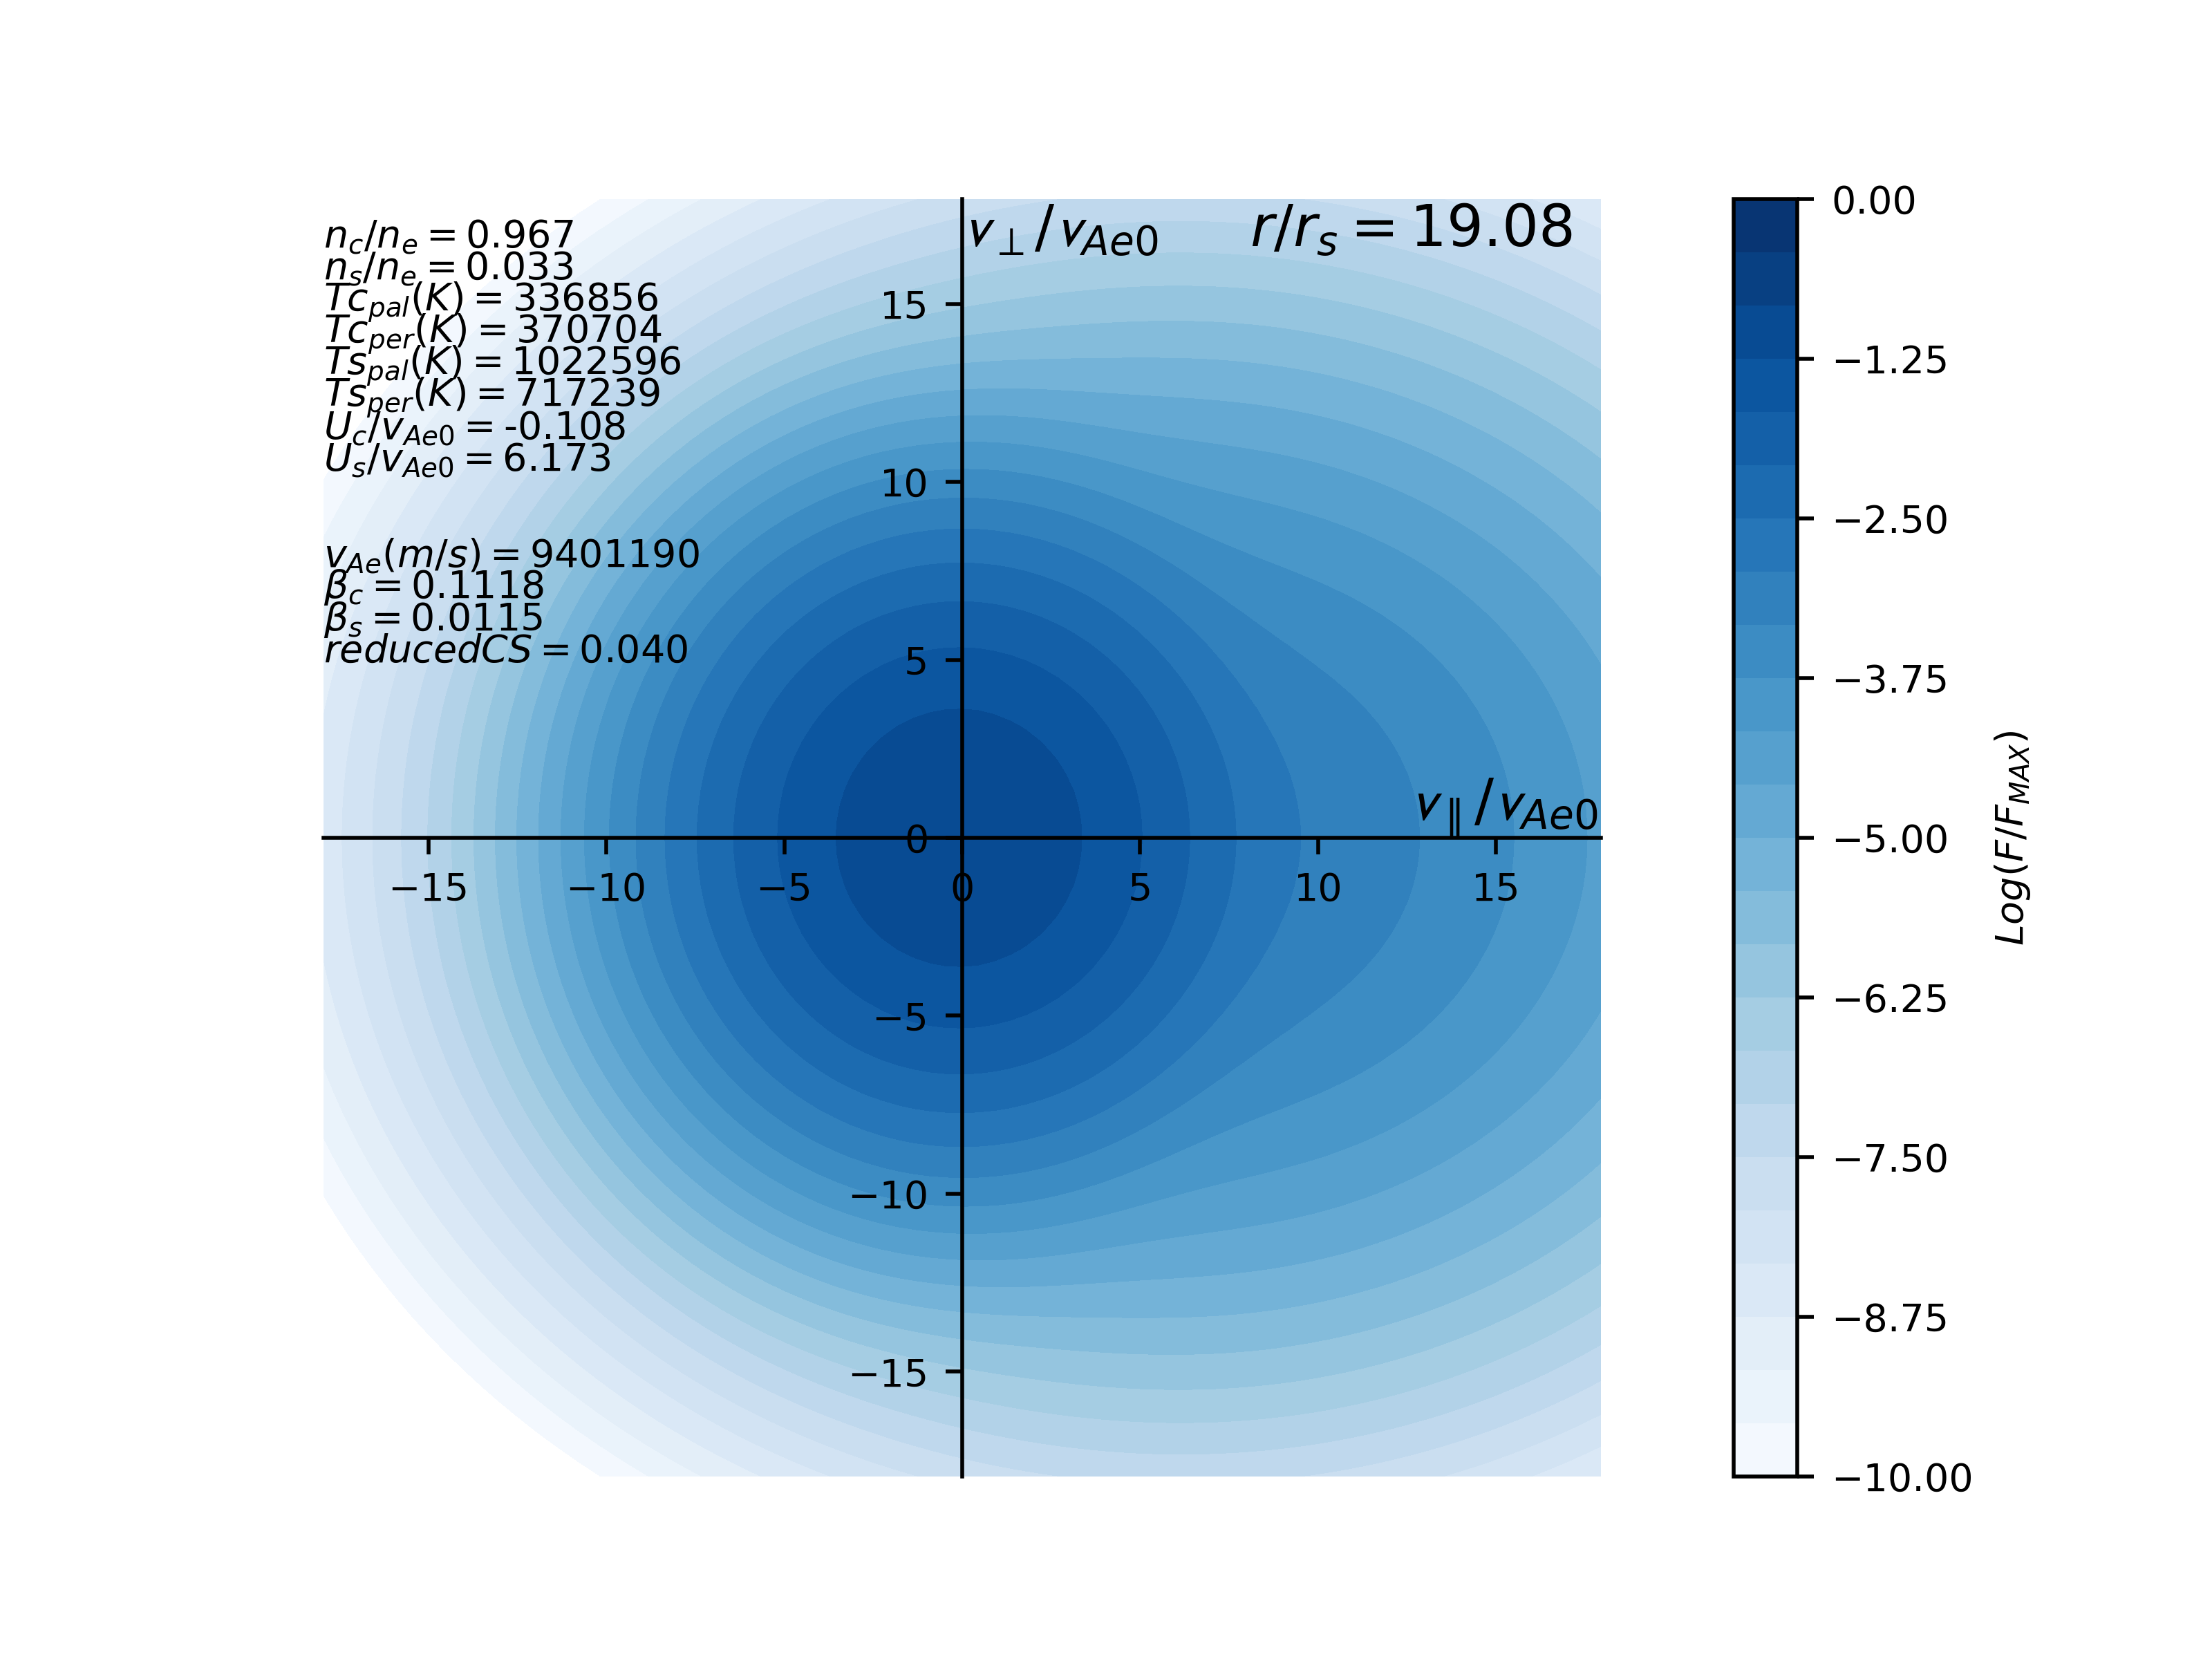 n_c/n_e = 0.967
n_s/n_e = 0.033
Tc_pal(K) = 336856
Tc_per(K) = 370704
Ts_pal(K) = 1022596
Ts_per(K) = 717239
U_c/v_Ae0 = -0.108
U_s/v_Ae0 = 6.173
v_Ae(m/s) = 9401190
β_c = 0.1118
β_s = 0.0115
reducedCS = 0.040
v_⊥/v_Ae0
r/r_s = 19.08
15
10
5
0
−5
−10
−15
v_∥/v_Ae0
−15
−10
−5
0
5
10
15
0.00
−1.25
−2.50
−3.75
−5.00
−6.25
−7.50
−8.75
−10.00
Log(F/F_MAX)